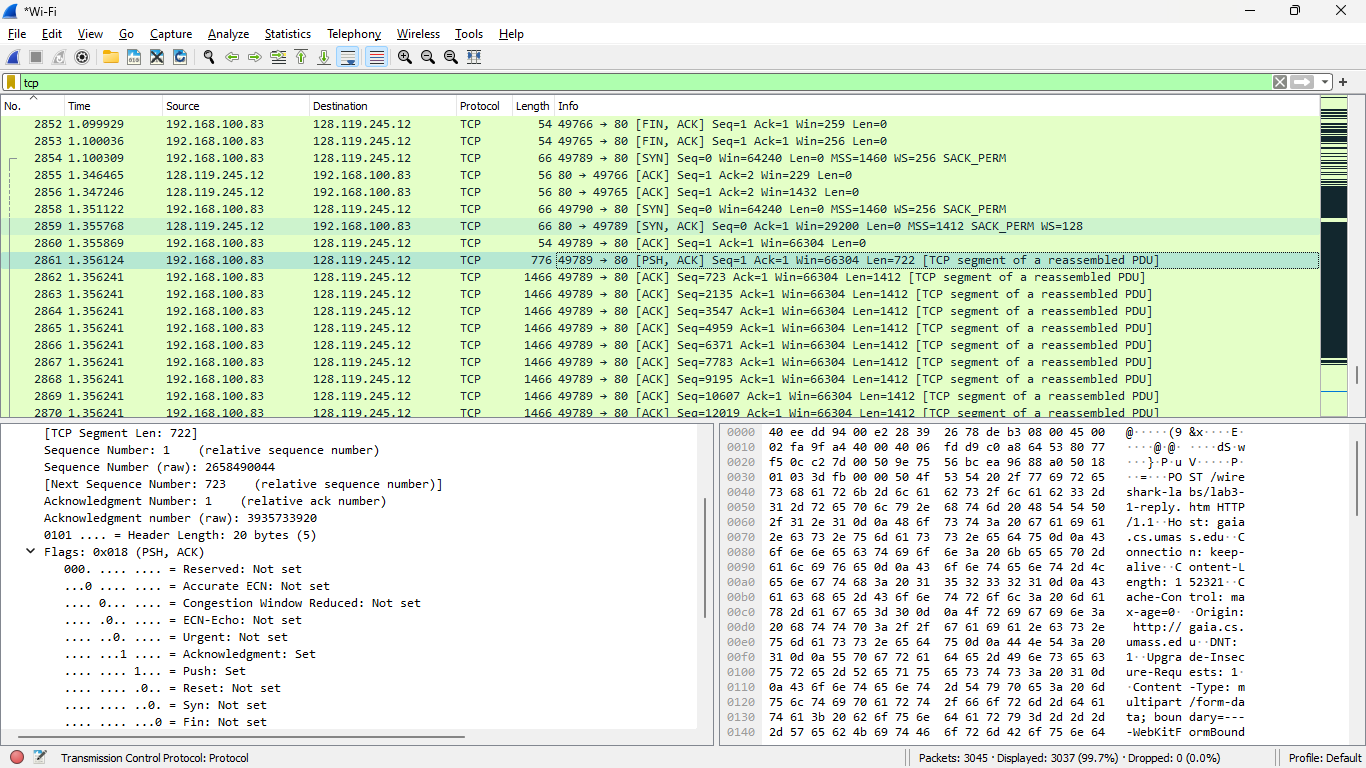 *Wi-Fi
File Edit View Go Capture Analyze Statistics Telephony Wireless Tools Help
tcp
No. Time Source Destination Protocol Length Info
2852 1.099929 192.168.100.83 128.119.245.12 TCP 54 49766 → 80 [FIN, ACK] Seq=1 Ack=1 Win=259 Len=0
2853 1.100036 192.168.100.83 128.119.245.12 TCP 54 49765 → 80 [FIN, ACK] Seq=1 Ack=1 Win=256 Len=0
2854 1.100309 192.168.100.83 128.119.245.12 TCP 66 49789 → 80 [SYN] Seq=0 Win=64240 Len=0 MSS=1460 WS=256 SACK_PERM
2855 1.346465 128.119.245.12 192.168.100.83 TCP 56 80 → 49766 [ACK] Seq=1 Ack=2 Win=229 Len=0
2856 1.347246 128.119.245.12 192.168.100.83 TCP 56 80 → 49765 [ACK] Seq=1 Ack=2 Win=1432 Len=0
2858 1.351122 192.168.100.83 128.119.245.12 TCP 66 49790 → 80 [SYN] Seq=0 Win=64240 Len=0 MSS=1460 WS=256 SACK_PERM
2859 1.355768 128.119.245.12 192.168.100.83 TCP 66 80 → 49789 [SYN, ACK] Seq=0 Ack=1 Win=29200 Len=0 MSS=1412 SACK_PERM WS=128
2860 1.355869 192.168.100.83 128.119.245.12 TCP 54 49789 → 80 [ACK] Seq=1 Ack=1 Win=66304 Len=0
2861 1.356124 192.168.100.83 128.119.245.12 TCP 776 49789 → 80 [PSH, ACK] Seq=1 Ack=1 Win=66304 Len=722 [TCP segment of a reassembled PDU]
2862 1.356241 192.168.100.83 128.119.245.12 TCP 1466 49789 → 80 [ACK] Seq=723 Ack=1 Win=66304 Len=1412 [TCP segment of a reassembled PDU]
2863 1.356241 192.168.100.83 128.119.245.12 TCP 1466 49789 → 80 [ACK] Seq=2135 Ack=1 Win=66304 Len=1412 [TCP segment of a reassembled PDU]
2864 1.356241 192.168.100.83 128.119.245.12 TCP 1466 49789 → 80 [ACK] Seq=3547 Ack=1 Win=66304 Len=1412 [TCP segment of a reassembled PDU]
2865 1.356241 192.168.100.83 128.119.245.12 TCP 1466 49789 → 80 [ACK] Seq=4959 Ack=1 Win=66304 Len=1412 [TCP segment of a reassembled PDU]
2866 1.356241 192.168.100.83 128.119.245.12 TCP 1466 49789 → 80 [ACK] Seq=6371 Ack=1 Win=66304 Len=1412 [TCP segment of a reassembled PDU]
2867 1.356241 192.168.100.83 128.119.245.12 TCP 1466 49789 → 80 [ACK] Seq=7783 Ack=1 Win=66304 Len=1412 [TCP segment of a reassembled PDU]
2868 1.356241 192.168.100.83 128.119.245.12 TCP 1466 49789 → 80 [ACK] Seq=9195 Ack=1 Win=66304 Len=1412 [TCP segment of a reassembled PDU]
2869 1.356241 192.168.100.83 128.119.245.12 TCP 1466 49789 → 80 [ACK] Seq=10607 Ack=1 Win=66304 Len=1412 [TCP segment of a reassembled PDU]
2870 1.356241 192.168.100.83 128.119.245.12 TCP 1466 49789 → 80 [ACK] Seq=12019 Ack=1 Win=66304 Len=1412 [TCP segment of a reassembled PDU]
[TCP Segment Len: 722]
Sequence Number: 1 (relative sequence number)
Sequence Number (raw): 2658490044
[Next Sequence Number: 723 (relative sequence number)]
Acknowledgment Number: 1 (relative ack number)
Acknowledgment number (raw): 3935733920
0101 .... = Header Length: 20 bytes (5)
Flags: 0x018 (PSH, ACK)
000. .... .... = Reserved: Not set
...0 .... .... = Accurate ECN: Not set
.... 0... .... = Congestion Window Reduced: Not set
.... .0.. .... = ECN-Echo: Not set
.... ..0. .... = Urgent: Not set
.... ...1 .... = Acknowledgment: Set
.... .... 1... = Push: Set
.... .... .0.. = Reset: Not set
.... .... ..0. = Syn: Not set
.... .... ...0 = Fin: Not set
0000 40 ee dd 94 00 e2 28 39 26 78 de b3 08 00 45 00 @·····(9 &x····E·
0010 02 fa 9f a4 40 00 40 06 fd d9 c0 a8 64 53 80 77 ····@·@· ····dS·w
0020 f5 0c c2 7d 00 50 9e 75 56 bc ea 96 88 a0 50 18 ···}·P·u V·····P·
0030 01 03 3d fb 00 00 50 4f 53 54 20 2f 77 69 72 65 ··=···PO ST /wire
0040 73 68 61 72 6b 2d 6c 61 62 73 2f 6c 61 62 33 2d shark-la bs/lab3-
0050 31 2d 72 65 70 6c 79 2e 68 74 6d 20 48 54 54 50 1-reply. htm HTTP
0060 2f 31 2e 31 0d 0a 48 6f 73 74 3a 20 67 61 69 61 /1.1··Ho st: gaia
0070 2e 63 73 2e 75 6d 61 73 73 2e 65 64 75 0d 0a 43 .cs.umas s.edu··C
0080 6f 6e 6e 65 63 74 69 6f 6e 3a 20 6b 65 65 70 2d onnectio n: keep-
0090 61 6c 69 76 65 0d 0a 43 6f 6e 74 65 6e 74 2d 4c alive··C ontent-L
00a0 65 6e 67 74 68 3a 20 31 35 32 33 32 31 0d 0a 43 ength: 1 52321··C
00b0 61 63 68 65 2d 43 6f 6e 74 72 6f 6c 3a 20 6d 61 ache-Con trol: ma
00c0 78 2d 61 67 65 3d 30 0d 0a 4f 72 69 67 69 6e 3a x-age=0· ·Origin:
00d0 20 68 74 74 70 3a 2f 2f 67 61 69 61 2e 63 73 2e http:// gaia.cs.
00e0 75 6d 61 73 73 2e 65 64 75 0d 0a 44 4e 54 3a 20 umass.ed u··DNT:
00f0 31 0d 0a 55 70 67 72 61 64 65 2d 49 6e 73 65 63 1··Upgra de-Insec
0100 75 72 65 2d 52 65 71 75 65 73 74 73 3a 20 31 0d ure-Requ ests: 1·
0110 0a 43 6f 6e 74 65 6e 74 2d 54 79 70 65 3a 20 6d ·Content -Type: m
0120 75 6c 74 69 70 61 72 74 2f 66 6f 72 6d 2d 64 61 ultipart /form-da
0130 74 61 3b 20 62 6f 75 6e 64 61 72 79 3d 2d 2d 2d ta; boun dary=---
0140 2d 57 65 62 4b 69 74 46 6f 72 6d 42 6f 75 6e 64 -WebKitF ormBound
Transmission Control Protocol: Protocol
Packets: 3045 · Displayed: 3037 (99.7%) · Dropped: 0 (0.0%)
Profile: Default